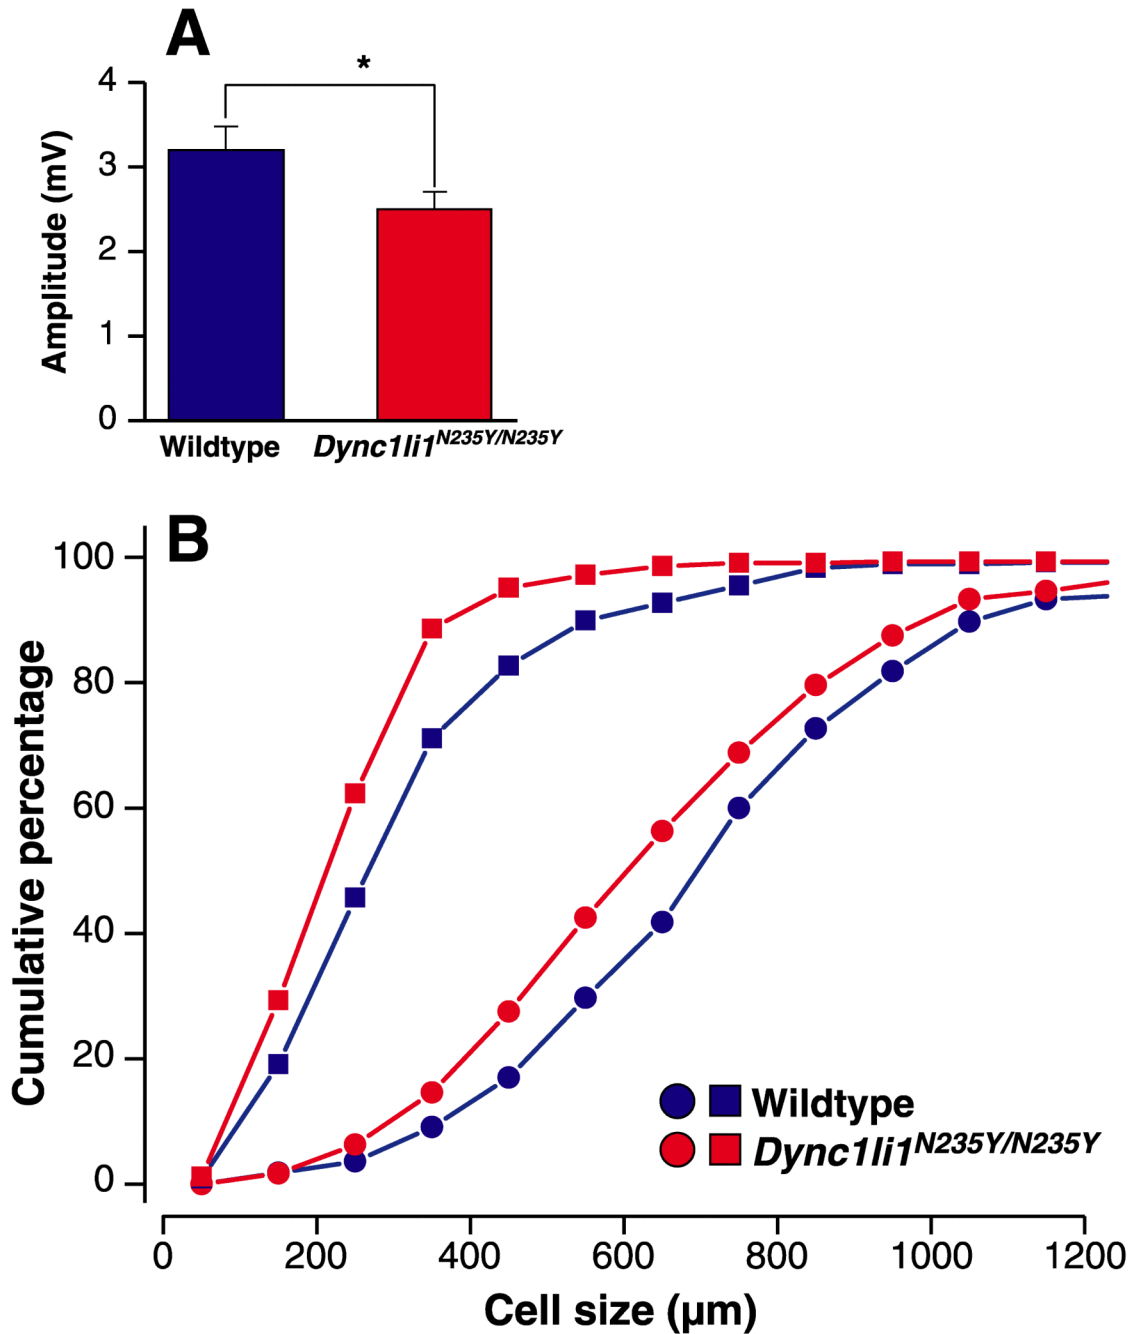 A
*
4
3
2
1
0
Amplitude (mV)
Wildtype Dync1li1N235Y/N235Y
B
100
80
60
40
20
0
Cumulative percentage
Wildtype
Dync1li1N235Y/N235Y
0 200 400 600 800 1000 1200
Cell size (µm)